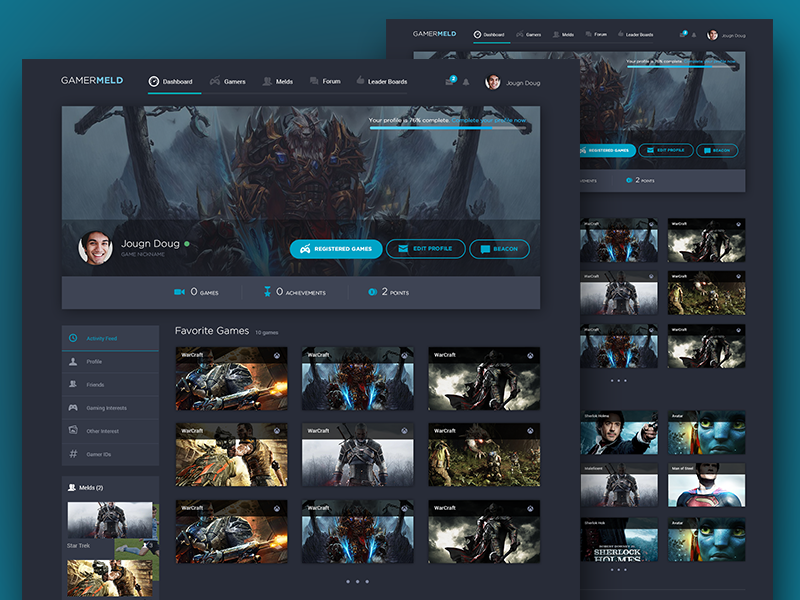 GAMERMELD
Dashboard
Gamers
Melds
Forum
Leader Boards
2
Jougn Doug
Your profile is 76% complete. Complete your profile now.
Jougn Doug
GAME NICKNAME
REGISTERED GAMES
EDIT PROFILE
BEACON
0 GAMES
0 ACHIEVEMENTS
2 POINTS
Activity Feed
Profile
Friends
Gaming Interests
Other Interest
Gamer IDs
Melds (2)
Star Trek
Favorite Games 10 games
WarCraft
WarCraft
WarCraft
WarCraft
WarCraft
WarCraft
WarCraft
WarCraft
WarCraft
GAMERMELD
Dashboard
Gamers
Melds
Forum
Leader Boards
Jougn Doug
Your profile is 76% complete. Complete your profile now.
REGISTERED GAMES
EDIT PROFILE
BEACON
2 POINTS
WarCraft
WarCraft
WarCraft
WarCraft
WarCraft
WarCraft
Sherlok Holms
Avatar
Man of Steel
Avatar
SHERLOCK
HOLMES